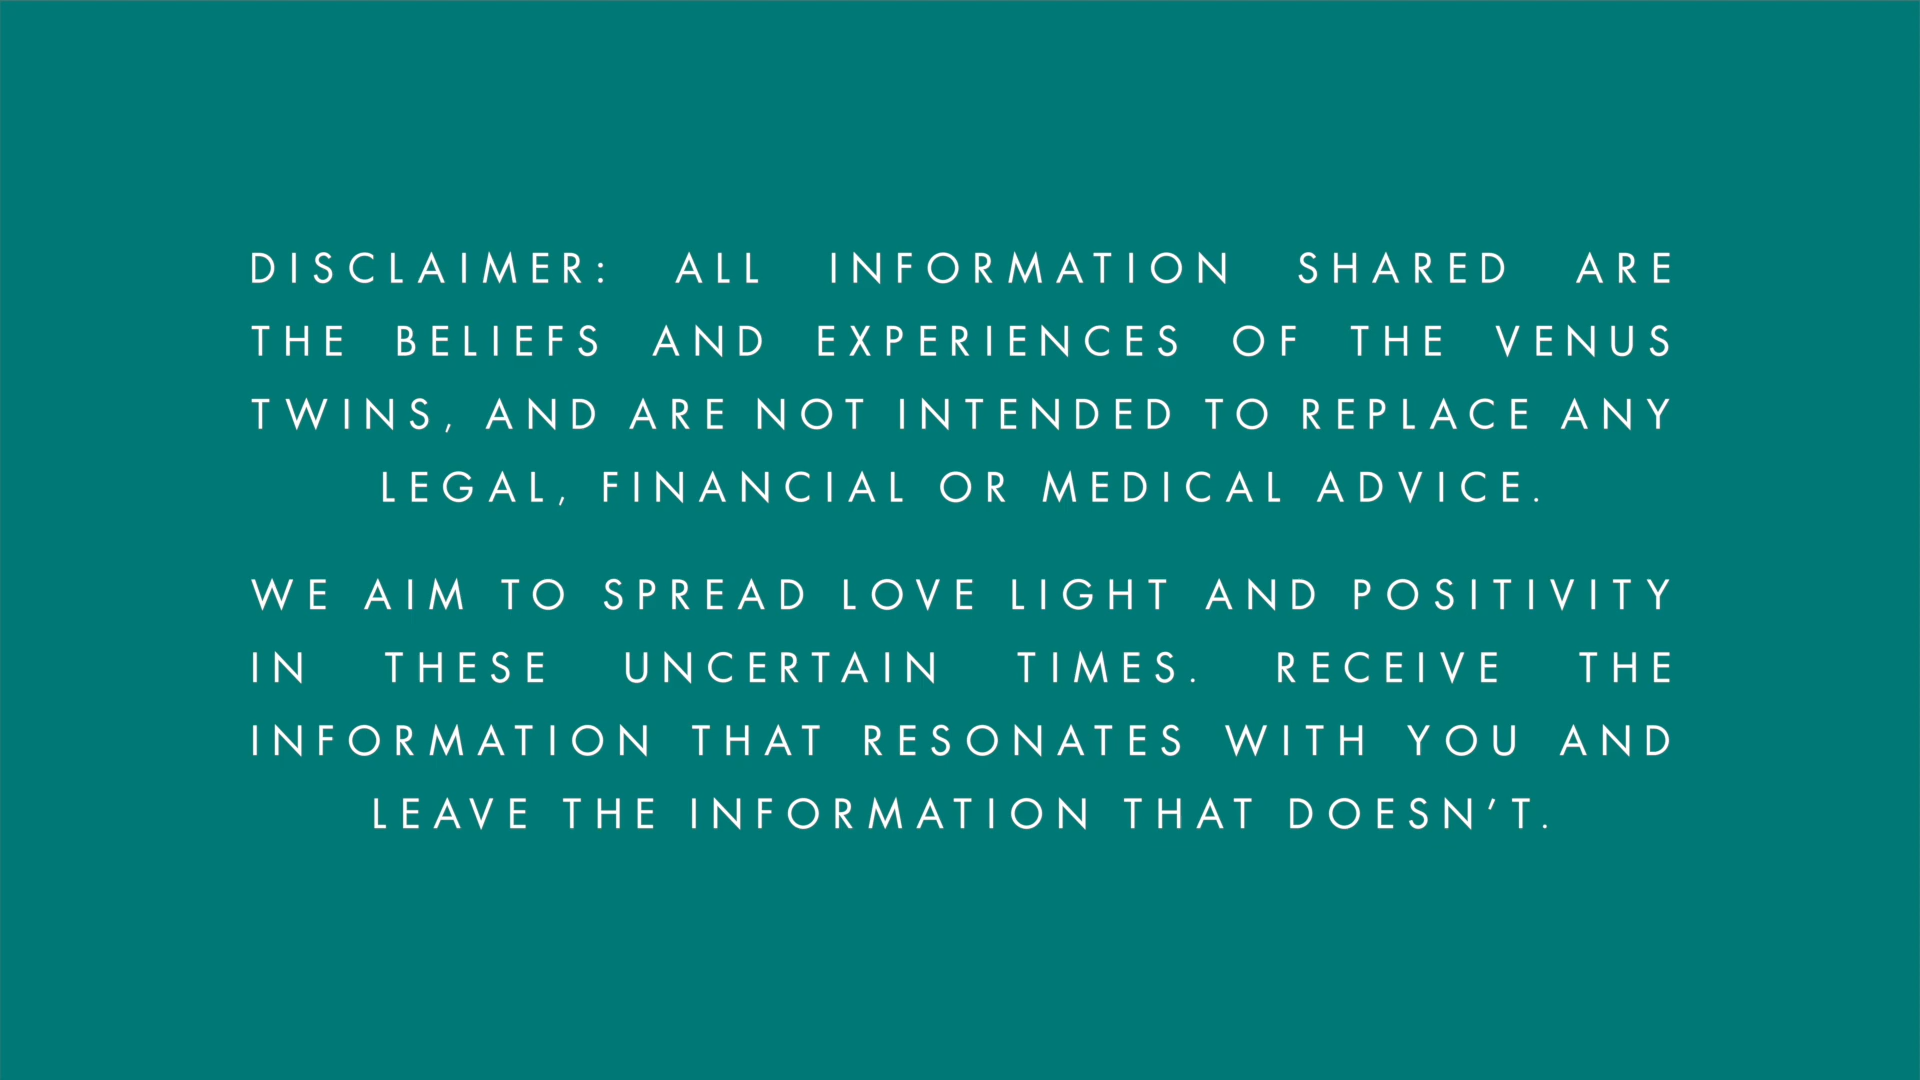 DISCLAIMER: ALL INFORMATION SHARED ARE
THE BELIEFS AND EXPERIENCES OF THE VENUS
TWINS, AND ARE NOT INTENDED TO REPLACE ANY
LEGAL, FINANCIAL OR MEDICAL ADVICE.
WE AIM TO SPREAD LOVE LIGHT AND POSITIVITY
IN THESE UNCERTAIN TIMES. RECEIVE THE
INFORMATION THAT RESONATES WITH YOU AND
LEAVE THE INFORMATION THAT DOESN’T.